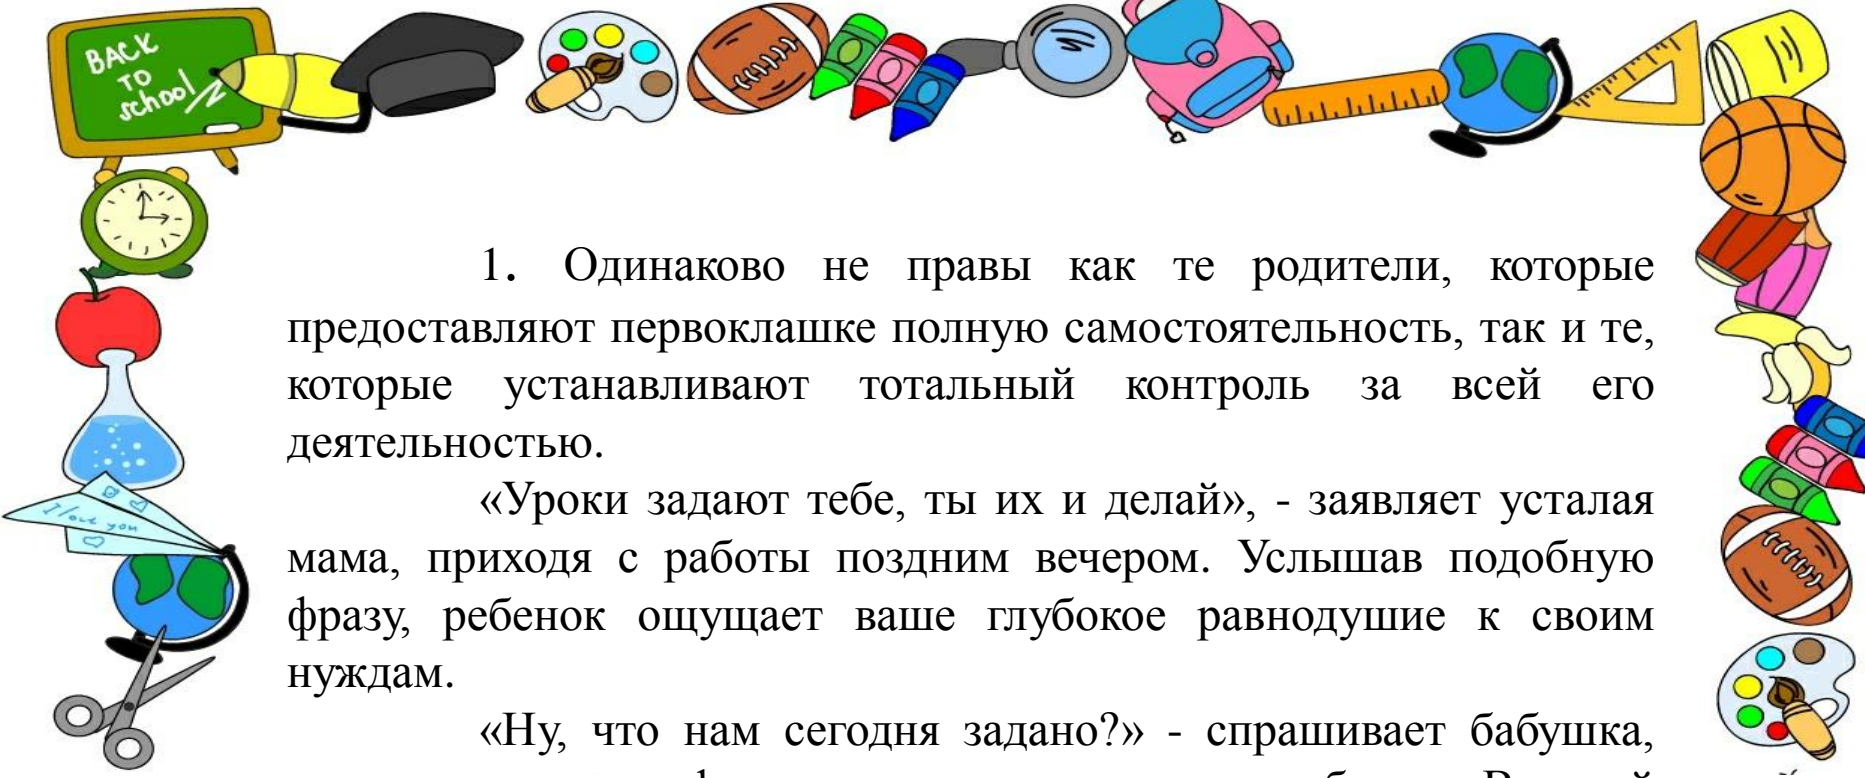 BACK
TO
school
I love you
1. Одинаково не правы как те родители, которые
предоставляют первоклашке полную самостоятельность, так и те,
которые устанавливают тотальный контроль за всей его
деятельностью.
«Уроки задают тебе, ты их и делай», - заявляет усталая
мама, приходя с работы поздним вечером. Услышав подобную
фразу, ребенок ощущает ваше глубокое равнодушие к своим
нуждам.
«Ну, что нам сегодня задано?» - спрашивает бабушка,